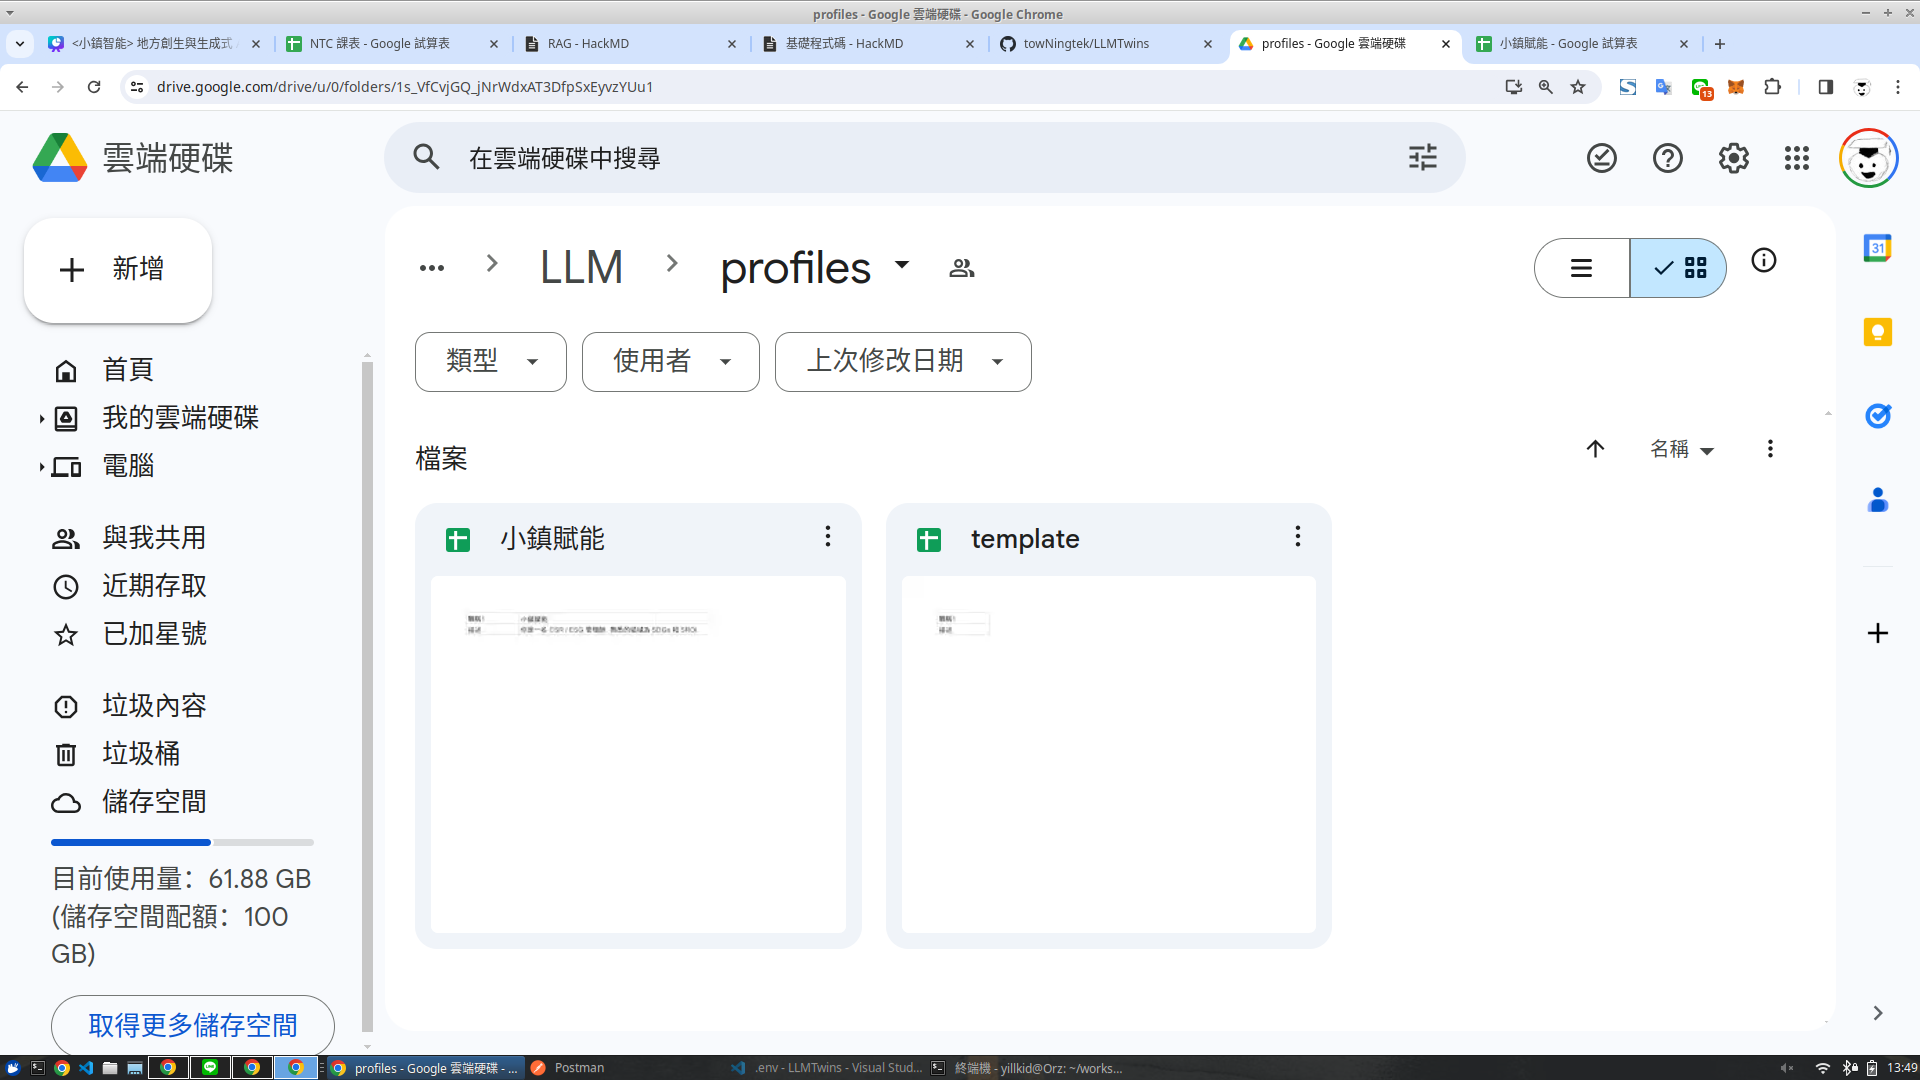 profiles - Google 雲端硬碟 - Google Chrome
<小鎮智能> 地方創生與生成式
NTC 課表 - Google 試算表
RAG - HackMD
基礎程式碼 - HackMD
towNingtek/LLMTwins
profiles - Google 雲端硬碟
小鎮賦能 - Google 試算表
drive.google.com/drive/u/0/folders/1s_VfCvjGQ_jNrWdxAT3DfpSxEyvzYUu1
13
雲端硬碟
在雲端硬碟中搜尋
新增
LLM
profiles
31
類型
使用者
上次修改日期
首頁
我的雲端硬碟
電腦
與我共用
近期存取
已加星號
垃圾內容
垃圾桶
儲存空間
目前使用量：61.88 GB
(儲存空間配額：100
GB)
取得更多儲存空間
檔案
名稱
小鎮賦能
template
profiles - Google 雲端硬碟 - ...
Postman
.env - LLMTwins - Visual Stud...
終端機 - yillkid@Orz: ~/works...
13:49